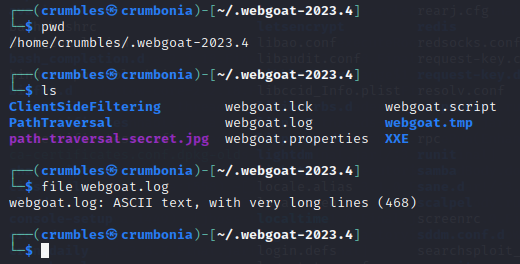 ┌──(crumbles㉿crumbonia)-[~/.webgoat-2023.4]
└─$ pwd
/home/crumbles/.webgoat-2023.4
┌──(crumbles㉿crumbonia)-[~/.webgoat-2023.4]
└─$ ls
ClientSideFiltering webgoat.lck webgoat.script
PathTraversal webgoat.log webgoat.tmp
path-traversal-secret.jpg webgoat.properties XXE
┌──(crumbles㉿crumbonia)-[~/.webgoat-2023.4]
└─$ file webgoat.log
webgoat.log: ASCII text, with very long lines (468)
┌──(crumbles㉿crumbonia)-[~/.webgoat-2023.4]
└─$